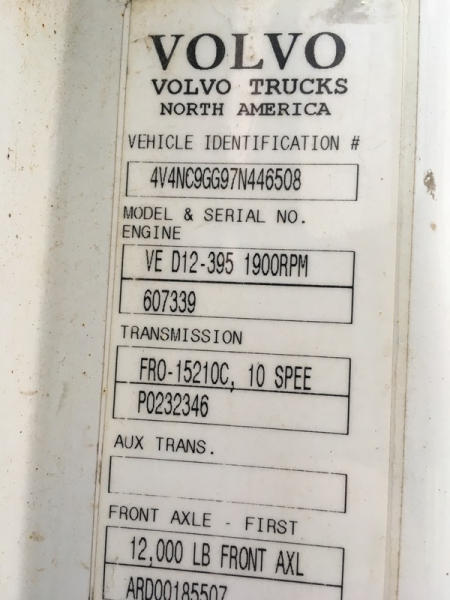 VOLVO
VOLVO TRUCKS
NORTH AMERICA
VEHICLE IDENTIFICATION #
4V4NC9GG97N446508
MODEL & SERIAL NO.
ENGINE
VE D12-395 1900RPM
607339
TRANSMISSION
FRO-15210C, 10 SPEE
P0232346
AUX TRANS.
FRONT AXLE - FIRST
12,000 LB FRONT AXL
ARD00185507